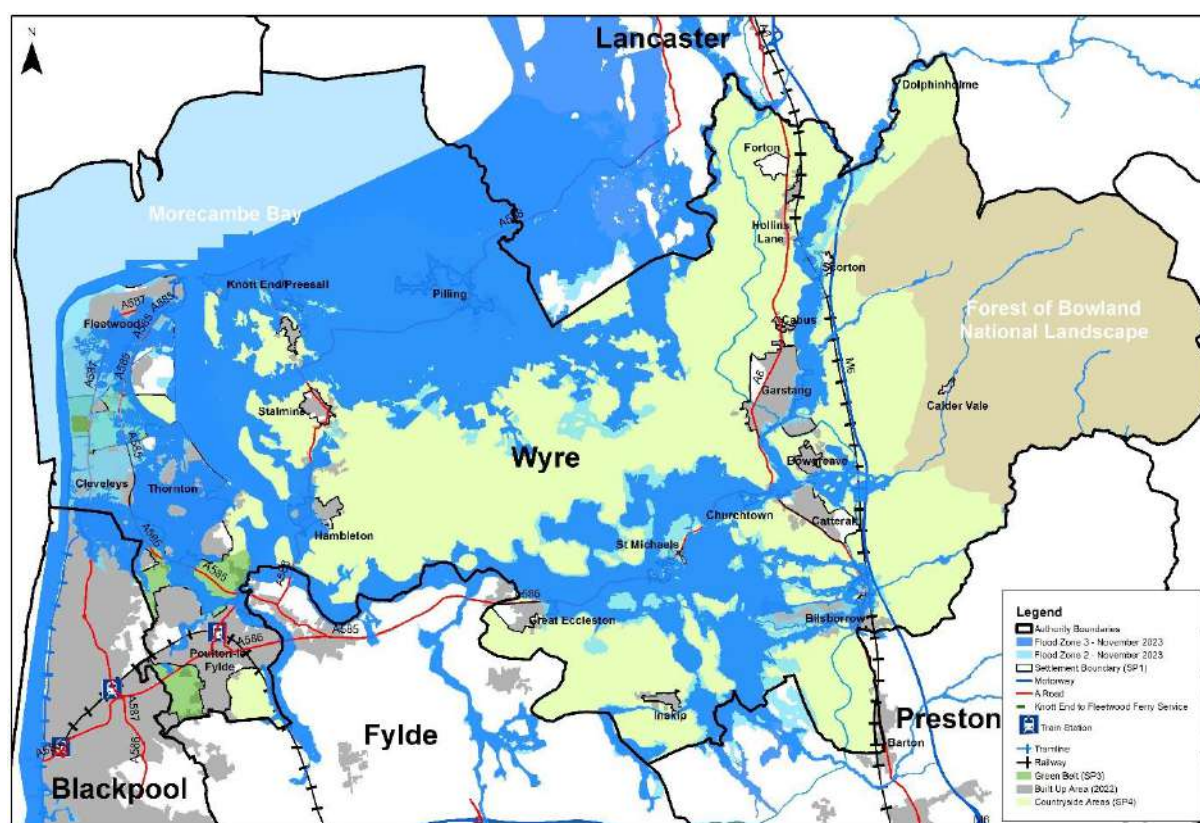 N
Lancaster
Dolphinholme
Forton
Morecambe Bay
Hollins
Lane
Scorton
Knott End/Preesall
Pilling
A587
A585
Fleetwood
Forest of Bowland
National Landscape
Cabus
A587
A585
A6
M6
Garstang
Calder Vale
Stalmine
Wyre
A585
Bowgreave
Cleveleys
Thornton
Churchtown
Catterall
Hambleton
St Michaels
A585
A588
A586
Great Eccleston
Bilsborrow
A585
A586
Poulton-le-
Fylde
Inskip
Fylde
Preston
Barton
A587
A586
Blackpool
M6
Legend
Authority Boundaries
Flood Zone 3 - November 2023
Flood Zone 2 - November 2023
Settlement Boundary (SP1)
Motorway
A Road
Knott End to Fleetwood Ferry Service
Train Station
Tramline
Railway
Green Belt (SP3)
Built Up Area (2022)
Countryside Areas (SP4)